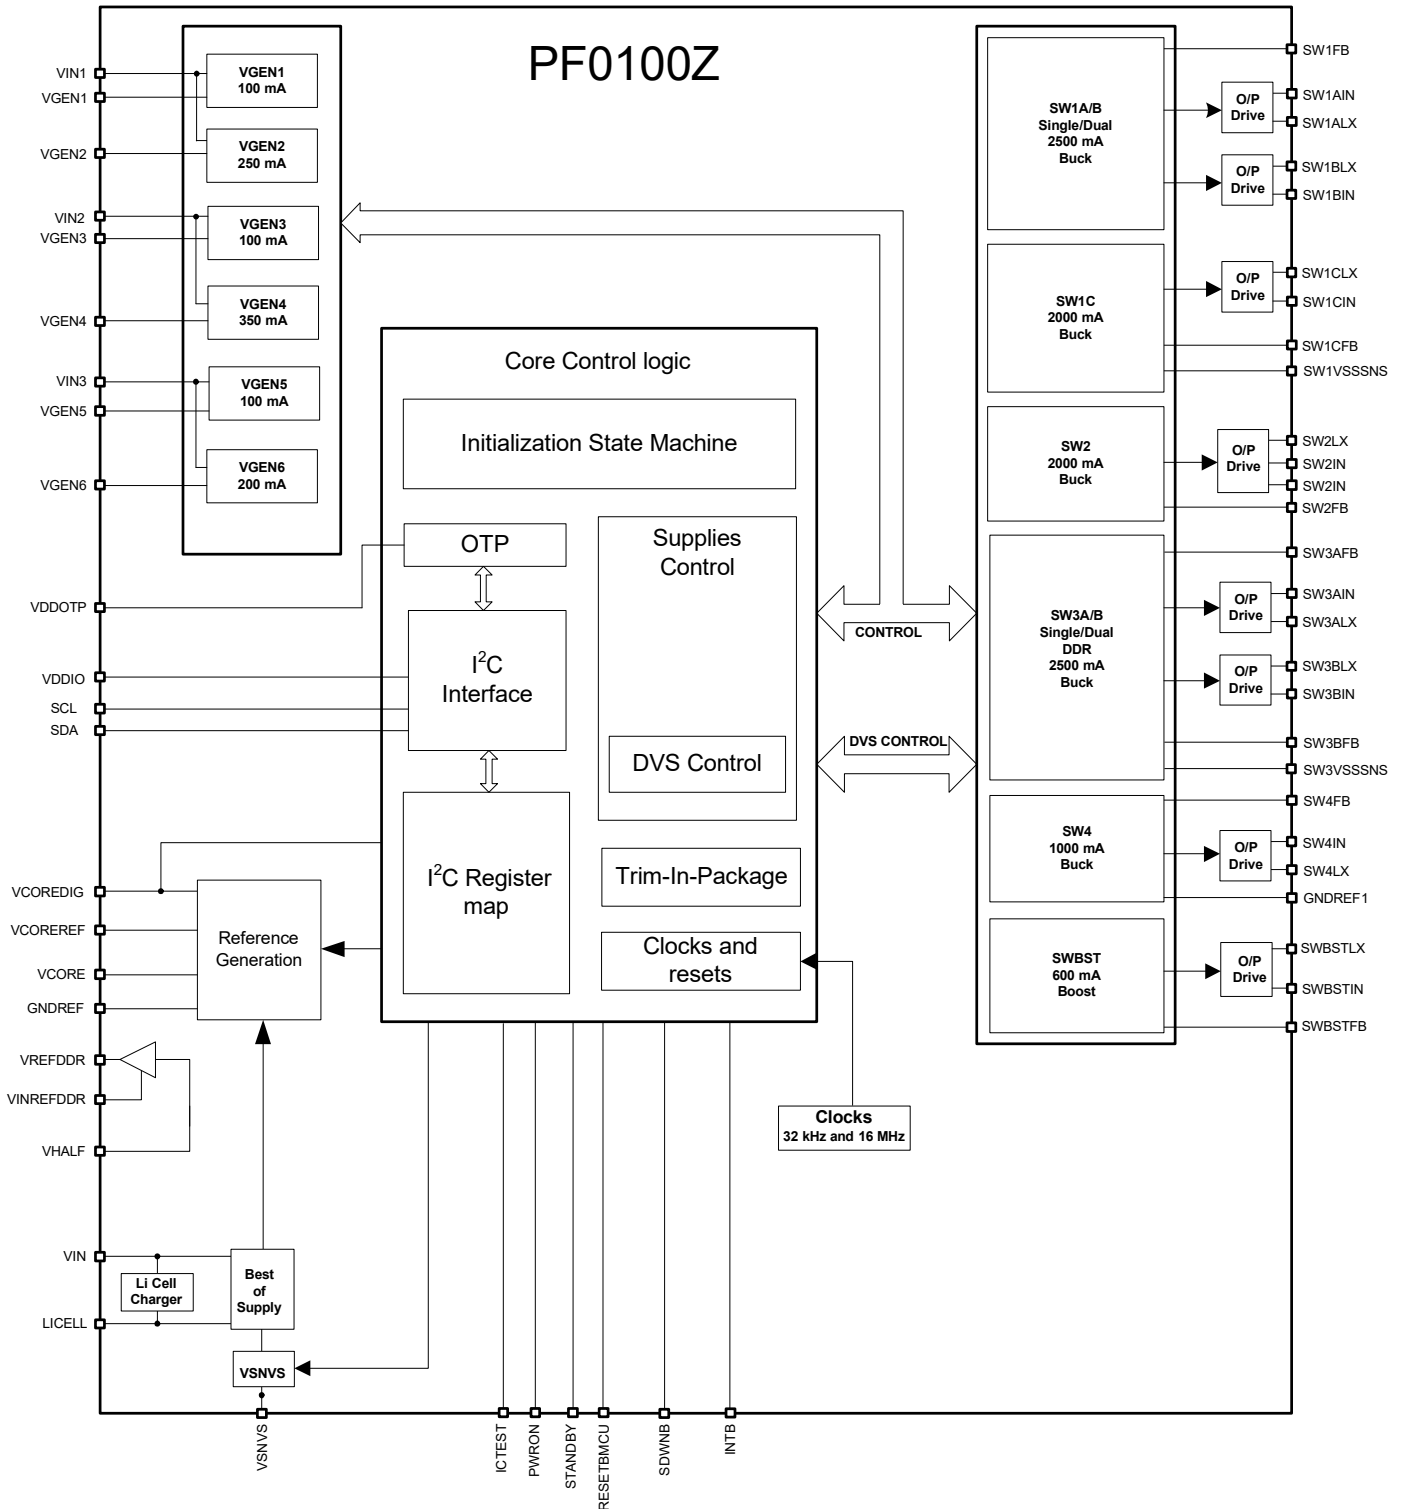 PF0100Z
VIN1
VGEN1
VGEN2
VIN2
VGEN3
VGEN4
VIN3
VGEN5
VGEN6
VDDOTP
VDDIO
SCL
SDA
VCOREDIG
VCOREREF
VCORE
GNDREF
VREFDDR
VINREFDDR
VHALF
VIN
LICELL
VGEN1
100 mA
VGEN2
250 mA
VGEN3
100 mA
VGEN4
350 mA
VGEN5
100 mA
VGEN6
200 mA
Core Control logic
Initialization State Machine
OTP
I²C
Interface
I²C Register
map
Supplies
Control
DVS Control
Trim-In-Package
Clocks and
resets
Reference
Generation
Li Cell
Charger
Best
of
Supply
VSNVS
Clocks
32 kHz and 16 MHz
CONTROL
DVS CONTROL
SW1A/B
Single/Dual
2500 mA
Buck
SW1C
2000 mA
Buck
SW2
2000 mA
Buck
SW3A/B
Single/Dual
DDR
2500 mA
Buck
SW4
1000 mA
Buck
SWBST
600 mA
Boost
O/P
Drive
O/P
Drive
O/P
Drive
O/P
Drive
O/P
Drive
O/P
Drive
O/P
Drive
O/P
Drive
SW1FB
SW1AIN
SW1ALX
SW1BLX
SW1BIN
SW1CLX
SW1CIN
SW1CFB
SW1VSSSNS
SW2LX
SW2IN
SW2IN
SW2FB
SW3AFB
SW3AIN
SW3ALX
SW3BLX
SW3BIN
SW3BFB
SW3VSSSNS
SW4FB
SW4IN
SW4LX
GNDREF1
SWBSTLX
SWBSTIN
SWBSTFB
VSNVS
ICTEST
PWRON
STANDBY
RESETBMCU
SDWNB
INTB